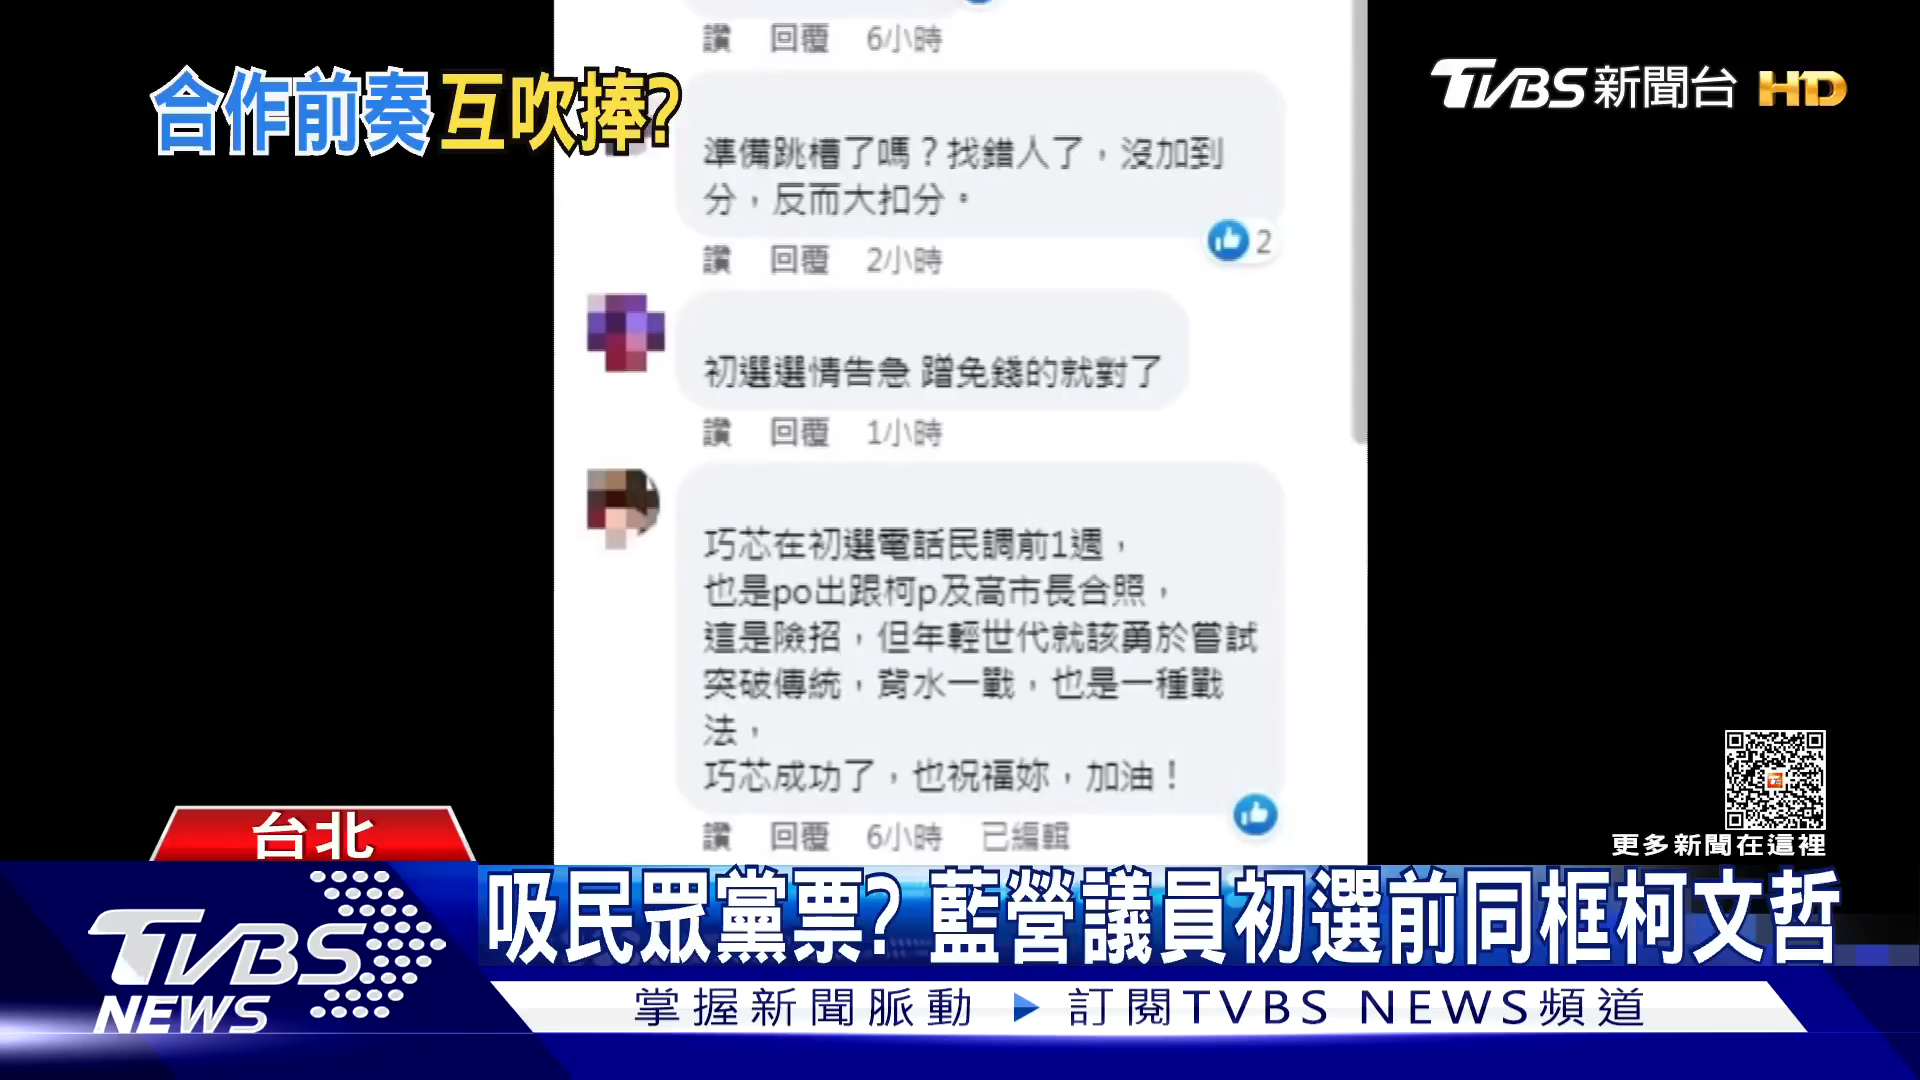 讚 回覆 6小時
合作前奏 互吹捧?
TVBS新聞台 HD
準備跳槽了嗎？找錯人了，沒加到
分，反而大扣分。
2
讚 回覆 2小時
初選選情告急 蹭免錢的就對了
讚 回覆 1小時
巧芯在初選電話民調前1週，
也是po出跟柯p及高市長合照，
這是險招，但年輕世代就該勇於嘗試
突破傳統，背水一戰，也是一種戰
法，
巧芯成功了，也祝福妳，加油！
讚 回覆 6小時 已編輯
更多新聞在這裡
台北
吸民眾黨票? 藍營議員初選前同框柯文哲
TVBS
NEWS
掌握新聞脈動 ▶ 訂閱TVBS NEWS頻道